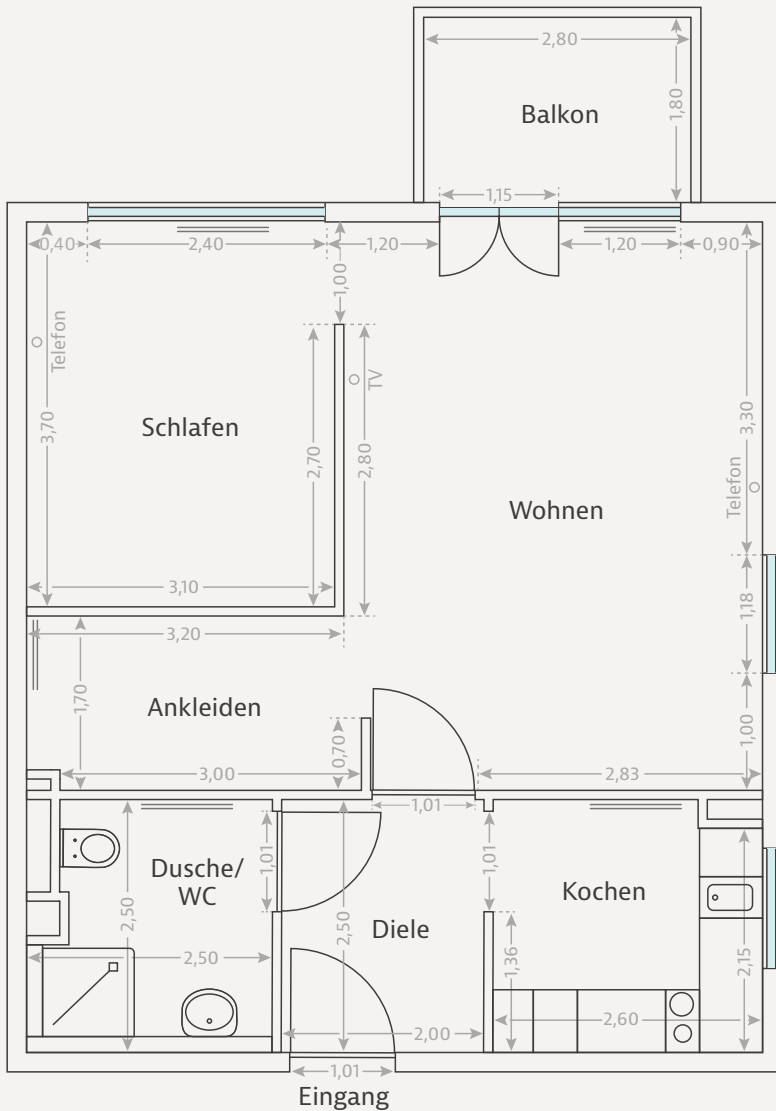 2,80
Balkon
1,80
1,15
0,40
2,40
1,20
1,20
0,90
1,00
Telefon
TV
3,70
Schlafen
2,70
2,80
3,30
Telefon
Wohnen
3,10
1,18
3,20
1,70
Ankleiden
0,70
1,00
3,00
2,83
1,01
1,01
1,01
Dusche/
WC
Kochen
2,50
2,50
Diele
2,50
1,36
2,15
2,00
2,60
1,01
Eingang